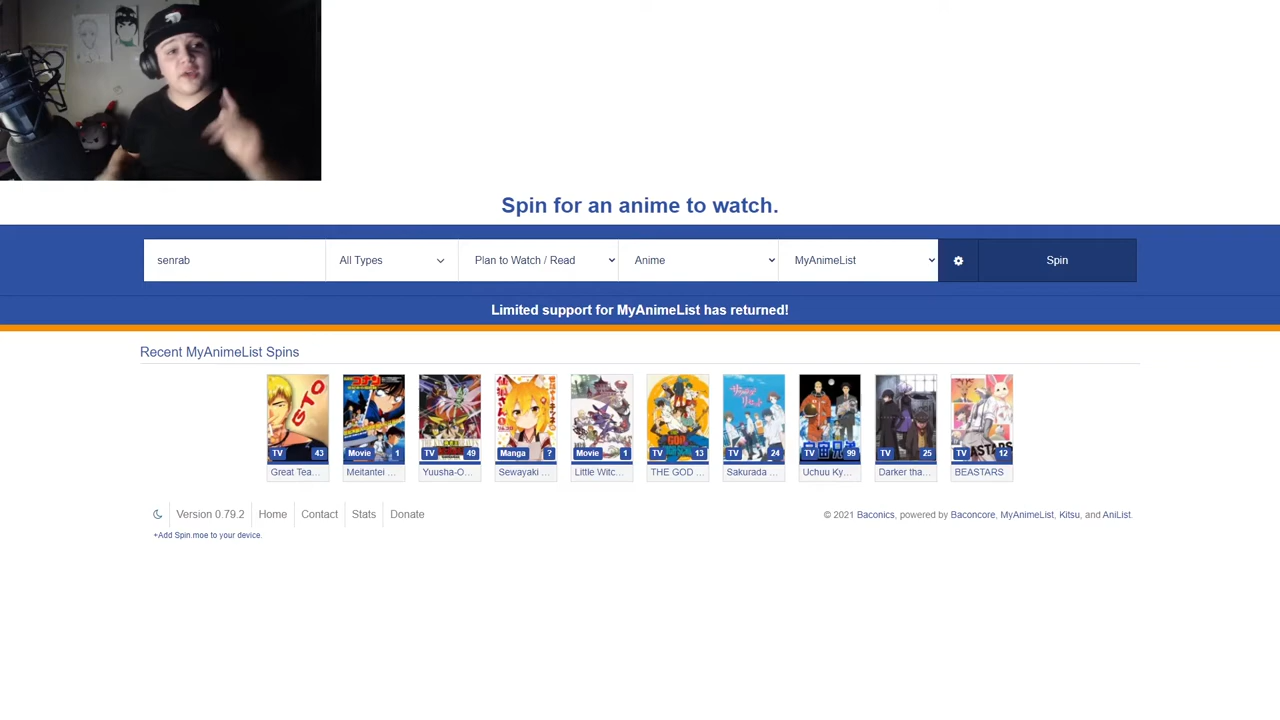 Spin for an anime to watch.
senrab
All Types
Plan to Watch / Read
Anime
MyAnimeList
Spin
Limited support for MyAnimeList has returned!
Recent MyAnimeList Spins
GTO
TV 43
Movie 1
TV 49
Manga ?
Movie 1
TV 13
TV 24
TV 99
TV 25
TV 12
Great Tea...
Meitantei ...
Yuusha-O...
Sewayaki ...
Little Witc...
THE GOD ...
Sakurada ...
Uchuu Ky...
Darker tha...
BEASTARS
Version 0.79.2
Home
Contact
Stats
Donate
© 2021 Baconics, powered by Baconcore, MyAnimeList, Kitsu, and AniList.
+Add Spin.moe to your device.